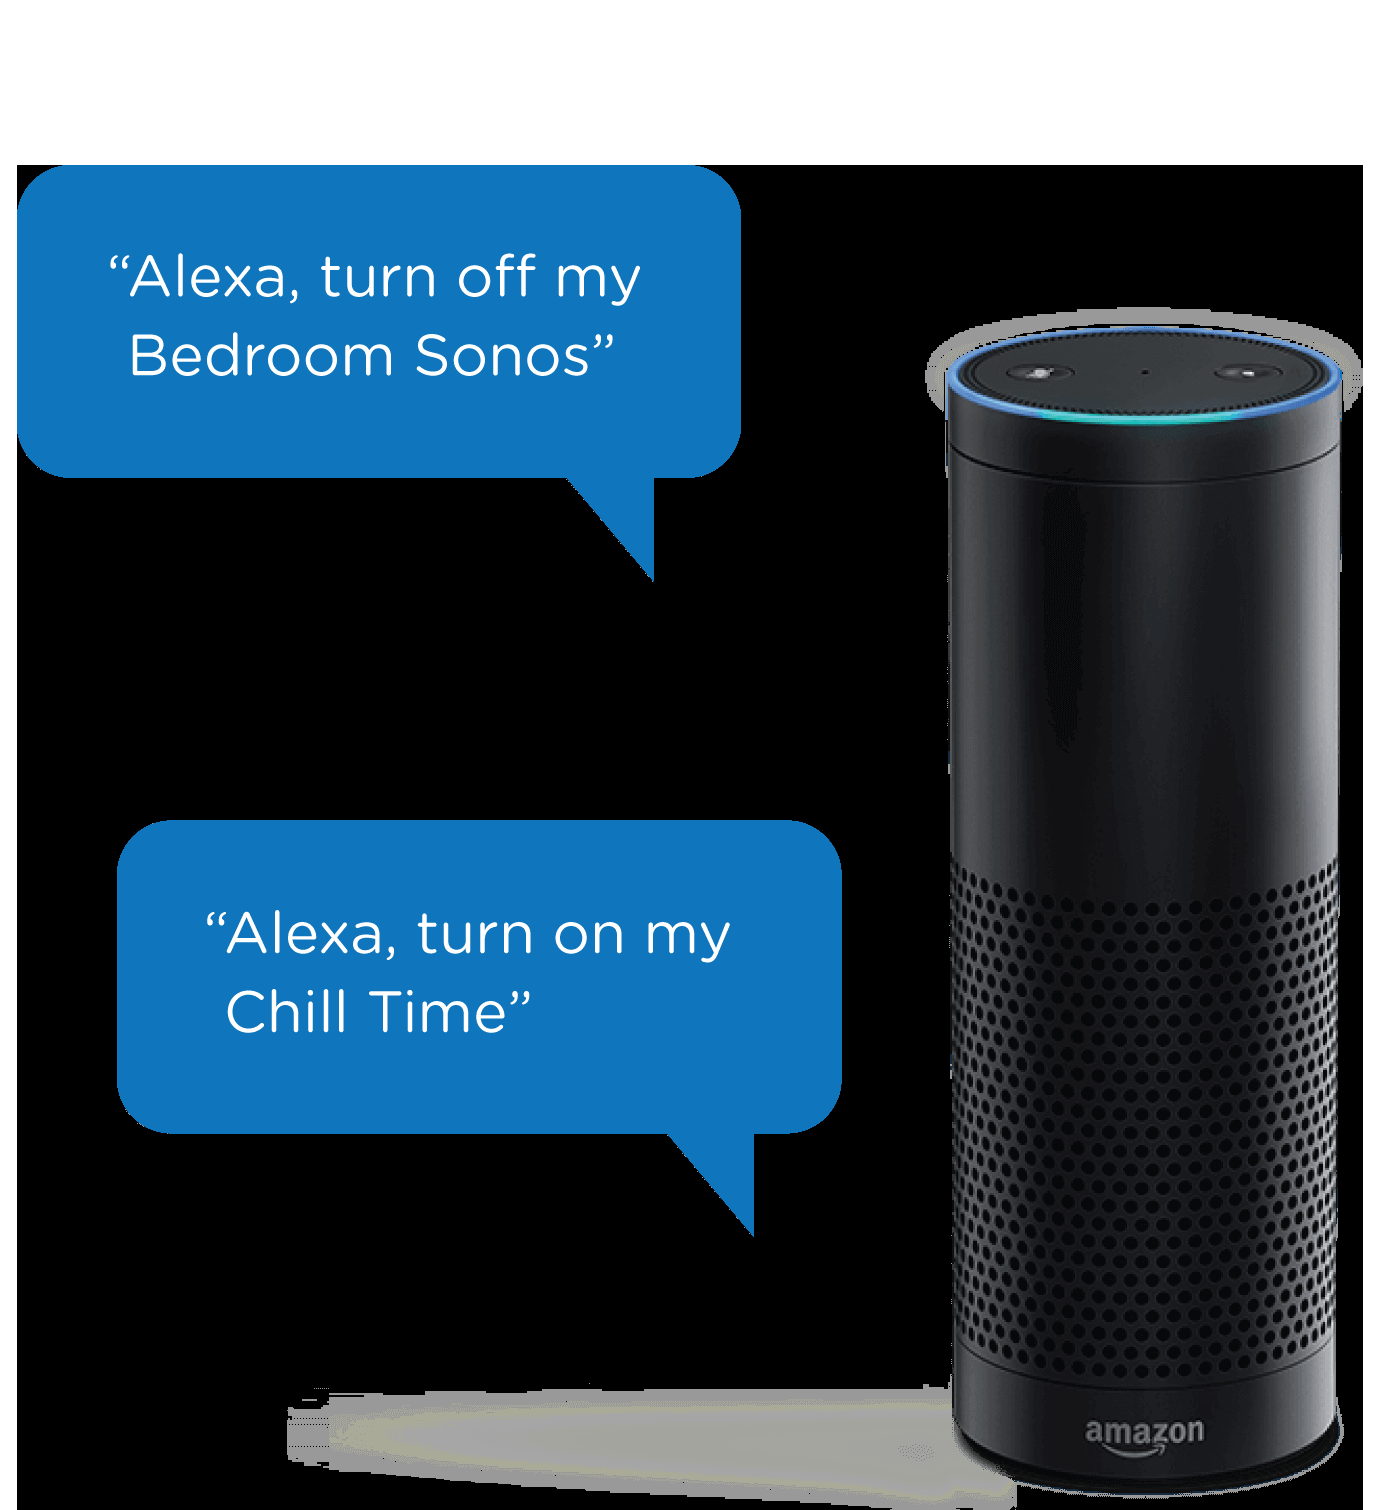 “Alexa, turn off my
Bedroom Sonos”
“Alexa, turn on my
Chill Time”
amazon